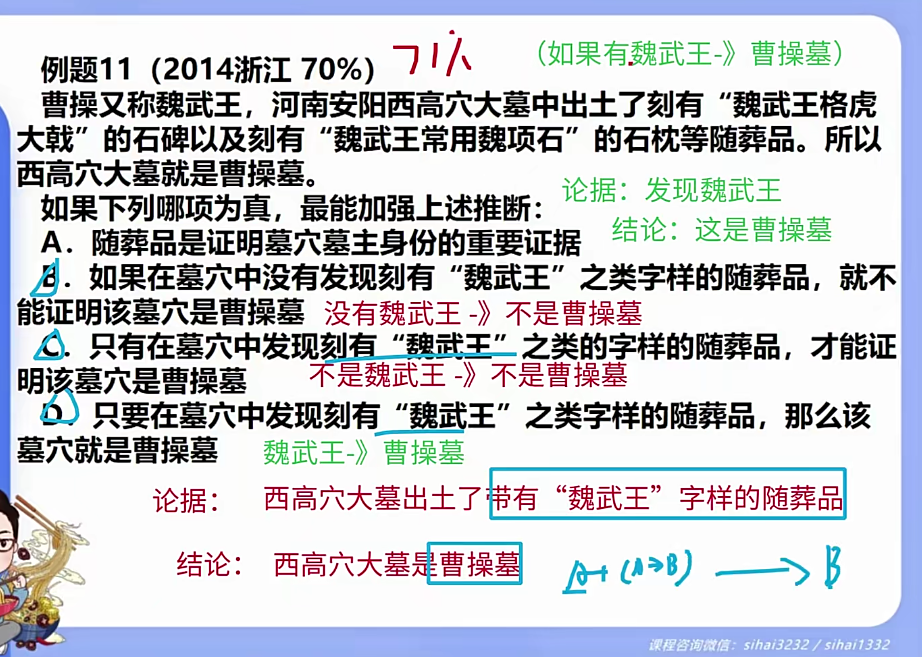 例题11（2014浙江 70%） 71% （如果有魏武王-》曹操墓）
曹操又称魏武王，河南安阳西高穴大墓中出土了刻有“魏武王格虎
大戟”的石碑以及刻有“魏武王常用魏项石”的石枕等随葬品。所以
西高穴大墓就是曹操墓。
论据：发现魏武王
如果下列哪项为真，最能加强上述推断：
结论：这是曹操墓
A．随葬品是证明墓穴墓主身份的重要证据
B．如果在墓穴中没有发现刻有“魏武王”之类字样的随葬品，就不
能证明该墓穴是曹操墓 没有魏武王 -》不是曹操墓
C．只有在墓穴中发现刻有“魏武王”之类的字样的随葬品，才能证
明该墓穴是曹操墓 不是魏武王 -》不是曹操墓
D．只要在墓穴中发现刻有“魏武王”之类字样的随葬品，那么该
墓穴就是曹操墓 魏武王-》曹操墓
论据： 西高穴大墓出土了带有“魏武王”字样的随葬品
结论： 西高穴大墓是曹操墓 A+(A→B) → B
课程咨询微信：sihai3232 / sihai1332